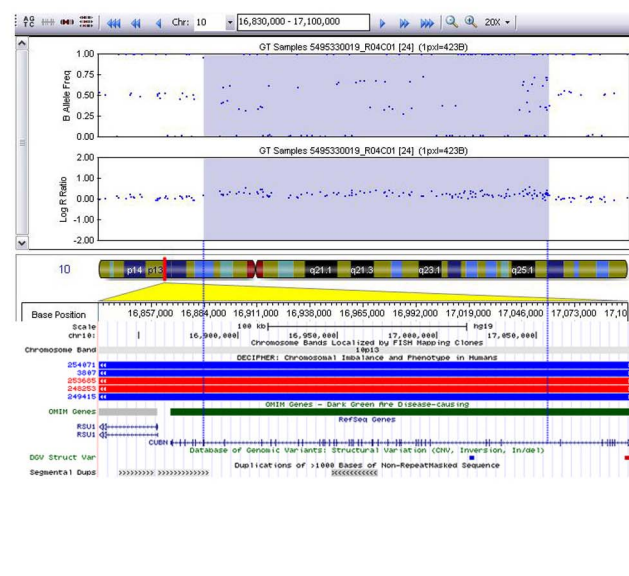 AG TC
Chr: 10 16,830,000 - 17,100,000 20X
GT Samples 5495330019_R04C01 [24] (1pxl=423B)
B Allele Freq
1.00
0.75
0.50
0.25
0.00
GT Samples 5495330019_R04C01 [24] (1pxl=423B)
Log R Ratio
2.00
1.00
0.00
-1.00
-2.00
10 p14 p13 q21.1 q21.3 q23.1 q25.1
Base Position 16,857,000 16,884,000 16,911,000 16,938,000 16,965,000 16,992,000 17,019,000 17,046,000 17,073,000 17,10
Scale 100 kb hg19
chr10: 16,900,000 16,950,000 17,000,000 17,050,000
Chromosome Bands Localized by FISH Mapping Clones
Chromosome Band 10p13
DECIPHER: Chromosomal Imbalance and Phenotype in Humans
254071
3807
253685
248253
249415
OMIM Genes - Dark Green Are Disease-causing
OMIM Genes
RefSeq Genes
RSU1
RSU1
CUBN
Database of Genomic Variants: Structural Variation (CNV, Inversion, In/del)
DGV Struct Var
Duplications of >1000 Bases of Non-RepeatMasked Sequence
Segmental Dups